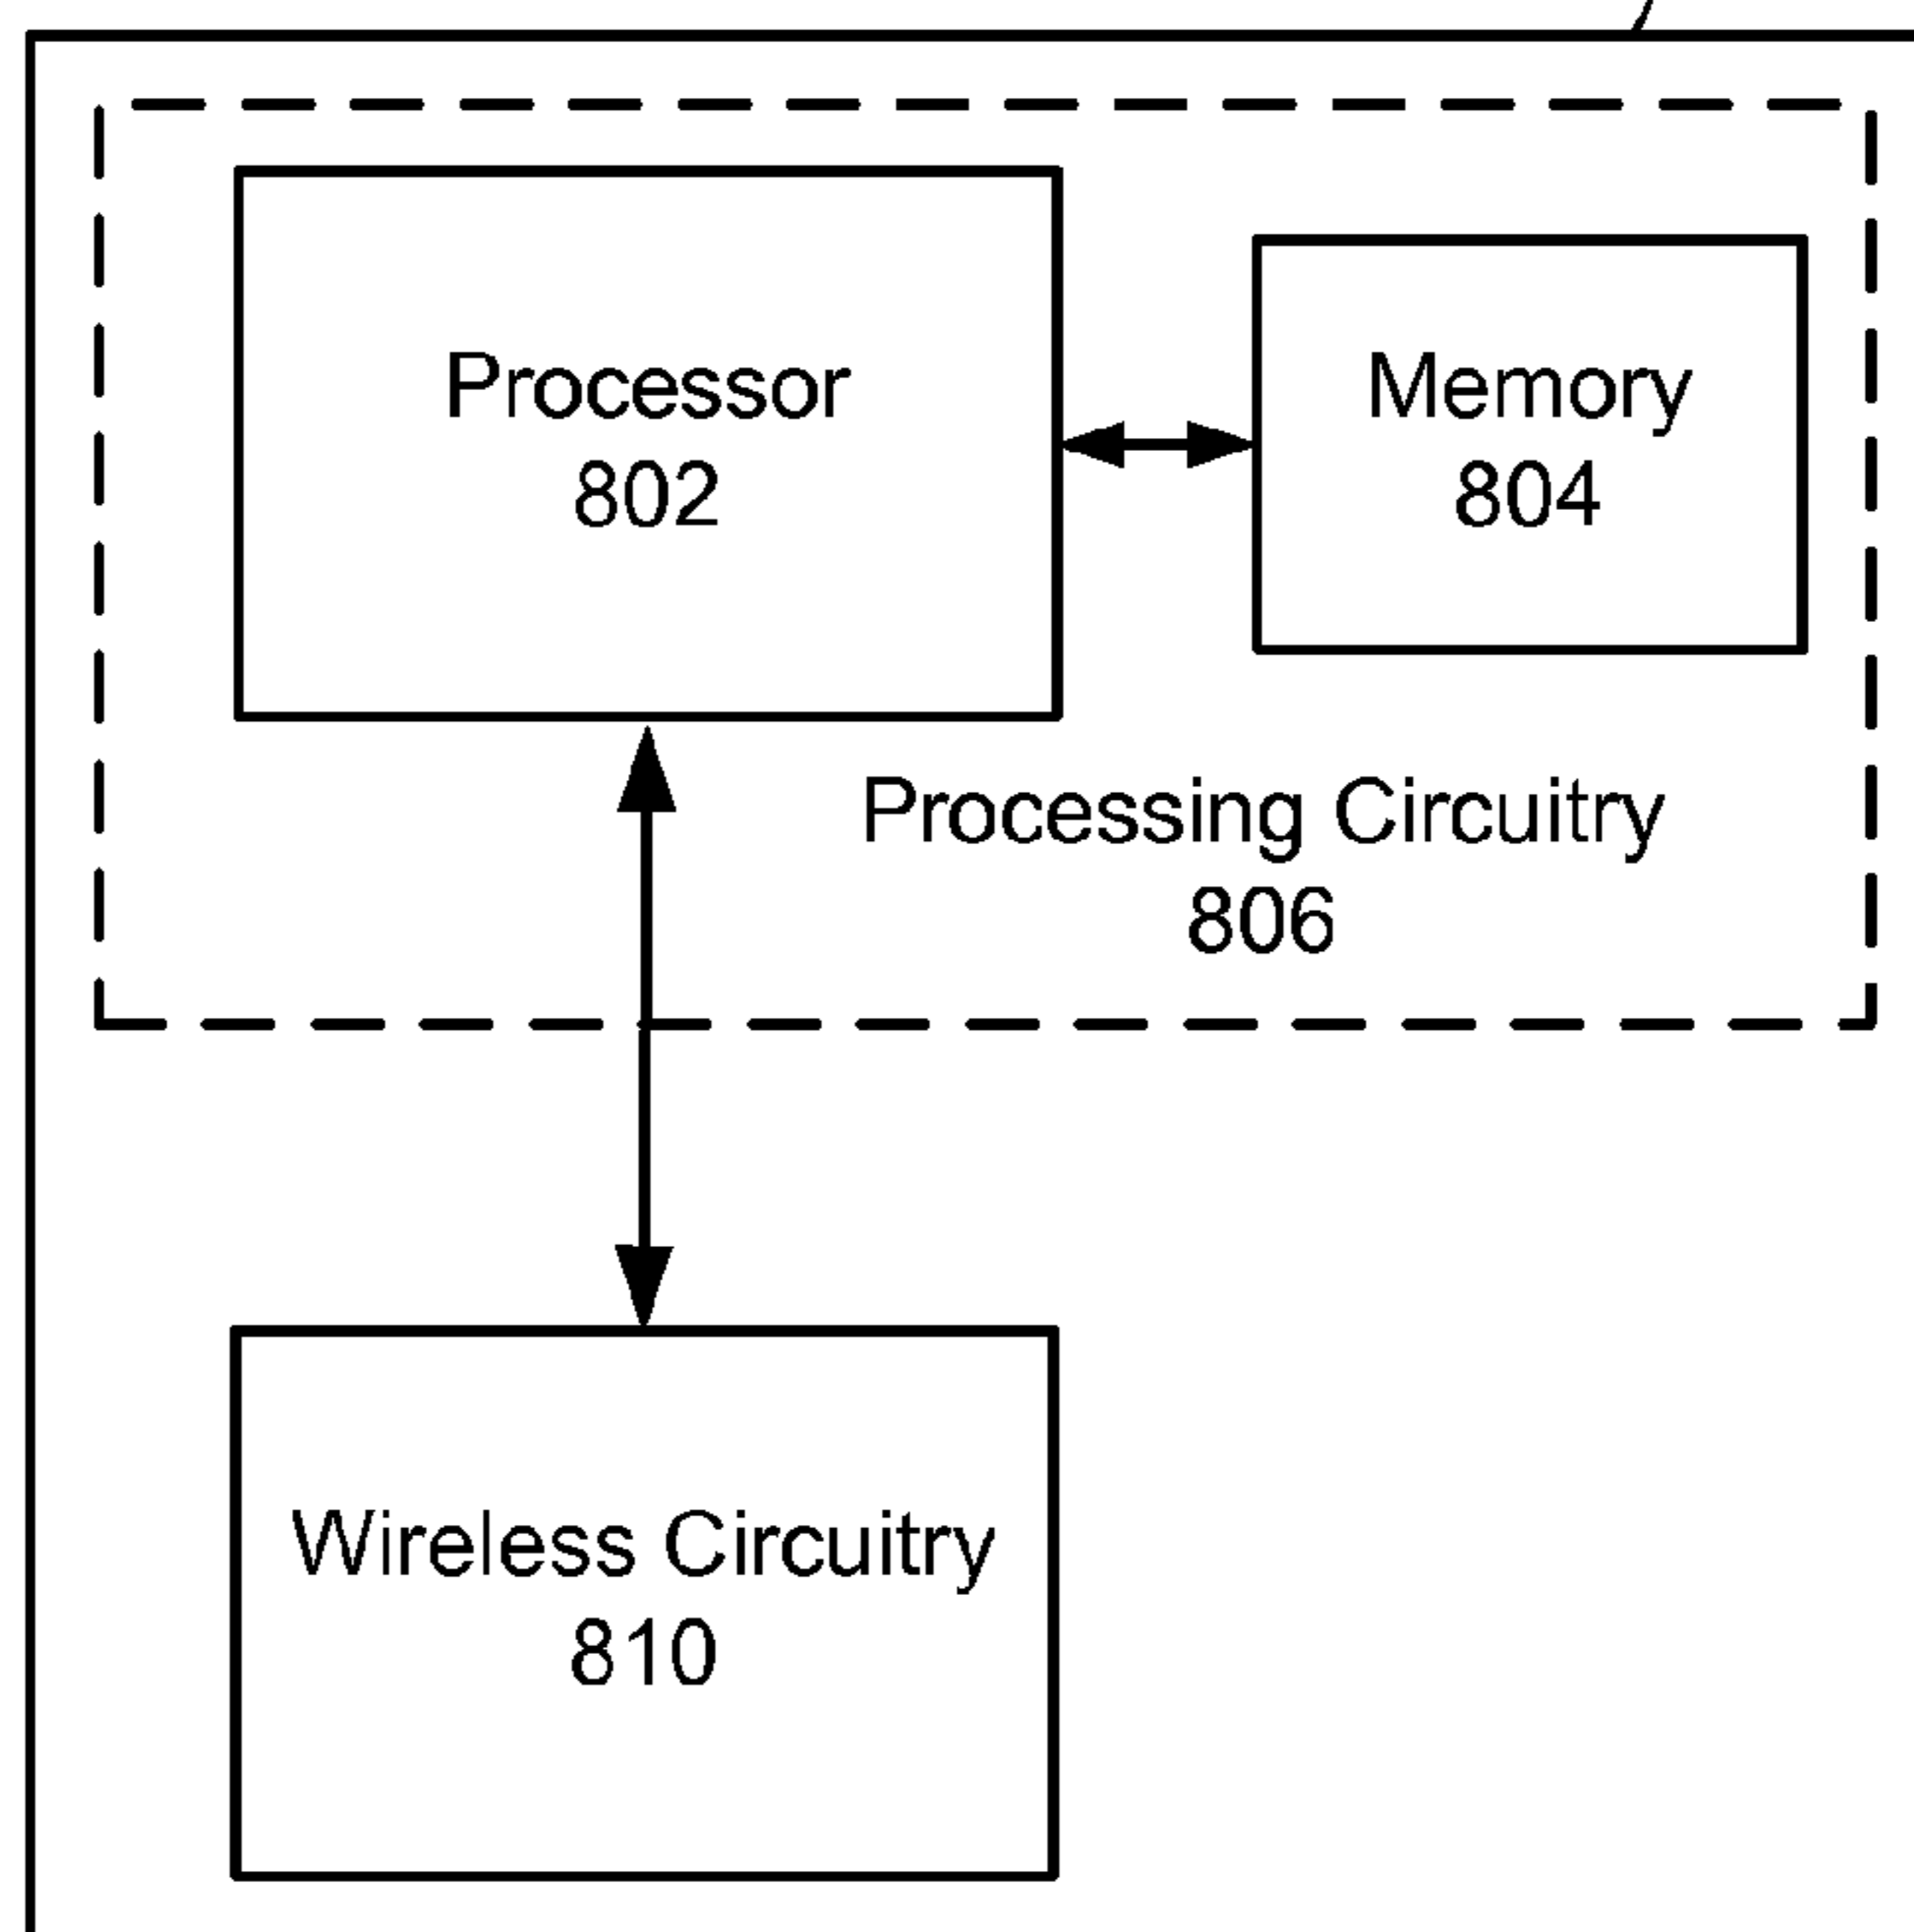 Processor
802
Memory
804
Processing Circuitry
806
Wireless Circuitry
810